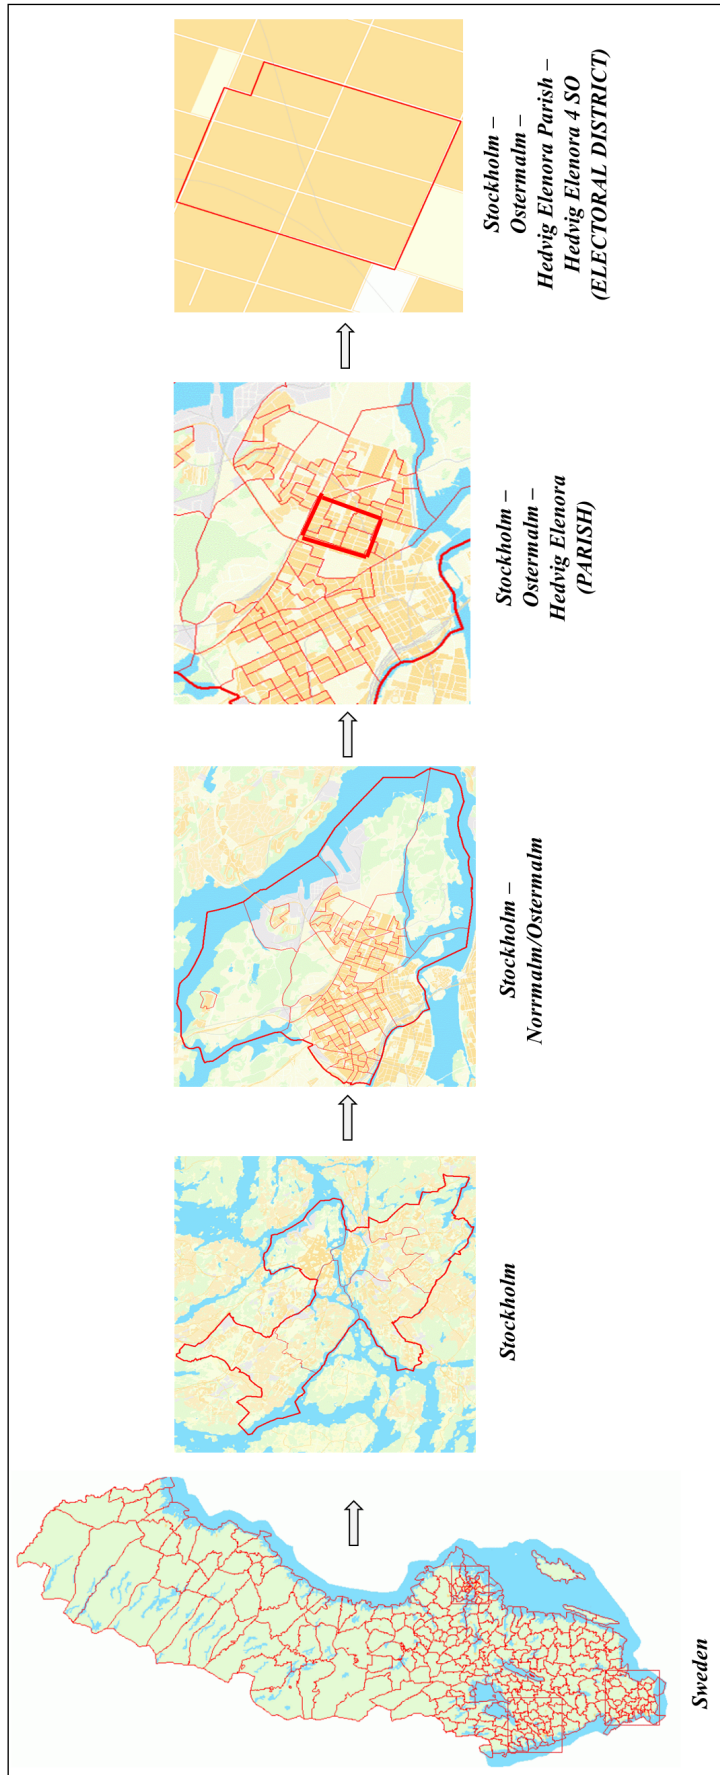 Sweden
Stockholm
Stockholm –
Norrmalm/Ostermalm
Stockholm –
Ostermalm –
Hedvig Elenora
(PARISH)
Stockholm –
Ostermalm –
Hedvig Elenora Parish –
Hedvig Elenora 4 SO
(ELECTORAL DISTRICT)